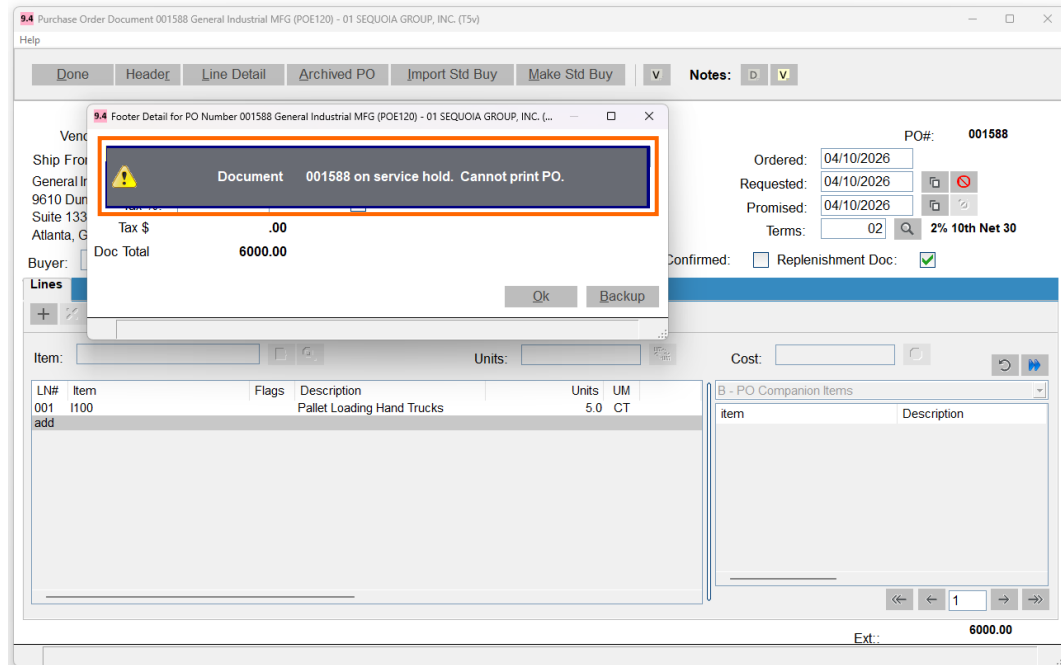 9.4 Purchase Order Document 001588 General Industrial MFG (POE120) - 01 SEQUOIA GROUP, INC. (T5v)
Help
Done Header Line Detail Archived PO Import Std Buy Make Std Buy V Notes: D V
9.4 Footer Detail for PO Number 001588 General Industrial MFG (POE120) - 01 SEQUOIA GROUP, INC. (...
Document 001588 on service hold. Cannot print PO.
Tax $ .00
Doc Total 6000.00
Ok Backup
PO#: 001588
Ship
General
9610
Suite 133
Atlanta,
Buyer:
Ordered: 04/10/2026
Requested: 04/10/2026
Promised: 04/10/2026
Terms: 02 2% 10th Net 30
Replenishment Doc:
Lines
Item: Units: Cost:
LN# Item Flags Description Units UM
001 I100 Pallet Loading Hand Trucks 5.0 CT
add
B - PO Companion Items
item Description
1
Ext:: 6000.00